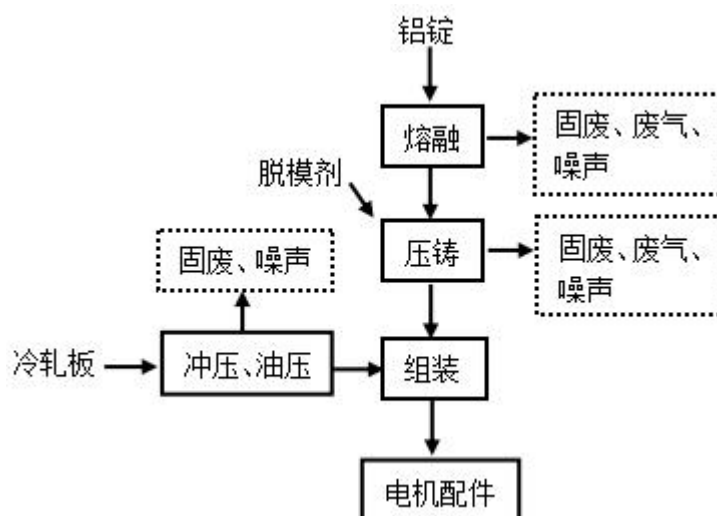 铝锭
熔融
固废、废气、
噪声
脱模剂
压铸
固废、废气、
噪声
固废、噪声
冷轧板
冲压、油压
组装
电机配件